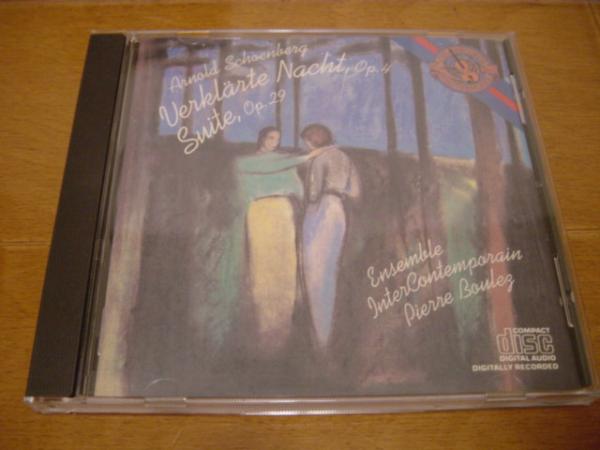 Arnold Schoenberg
Verklärte Nacht, Op. 4
Suite, Op. 29
Ensemble
InterContemporain
Pierre Boulez
COMPACT
disc
DIGITAL AUDIO
DIGITALLY RECORDED